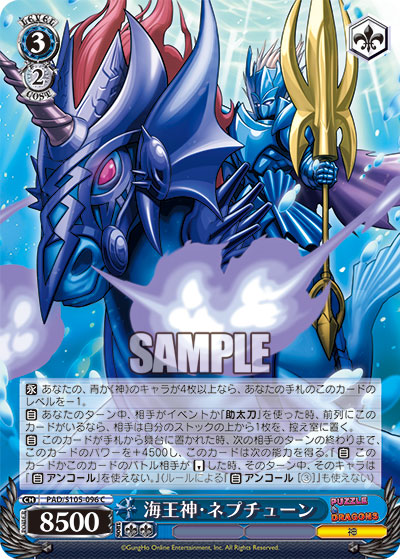 LEVEL
3
2
COST
SAMPLE
永 あなたの、青か《神》のキャラが4枚以上なら、あなたの手札のこのカードの
レベルを－1。
自 あなたのターン中、相手がイベントか「助太刀」を使った時、前列にこの
カードがいるなら、相手は自分のストックの上から1枚を、控え室に置く。
自 このカードが手札から舞台に置かれた時、次の相手のターンの終わりまで、
このカードのパワーを＋4500し、このカードは次の能力を得る。『自 この
カードかこのカードのバトル相手が【リバース】した時、そのターン中、そのキャラは
『自 アンコール』を使えない。』（ルールによる『自 アンコール［③］』も使えない）
CH
PAD/S105-096 C
POWER
8500
海王神・ネプチューン
PUZZLE
&
DRAGONS
神
©GungHo Online Entertainment, Inc. All Rights Reserved.